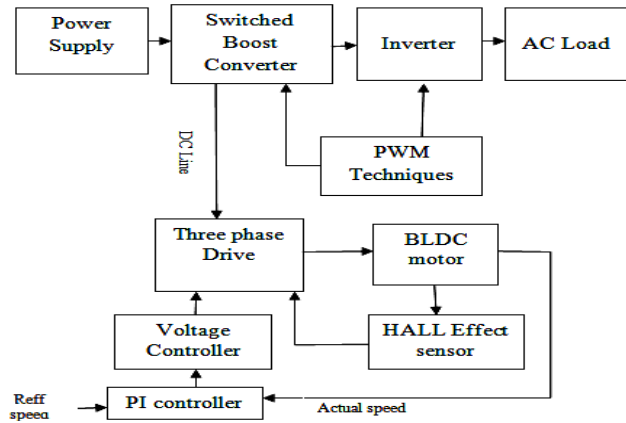 Power
Supply
Switched
Boost
Converter
Inverter
AC Load
DC Line
PWM
Techniques
Three phase
Drive
BLDC
motor
Voltage
Controller
HALL Effect
sensor
Reff
speed
PI controller
Actual speed